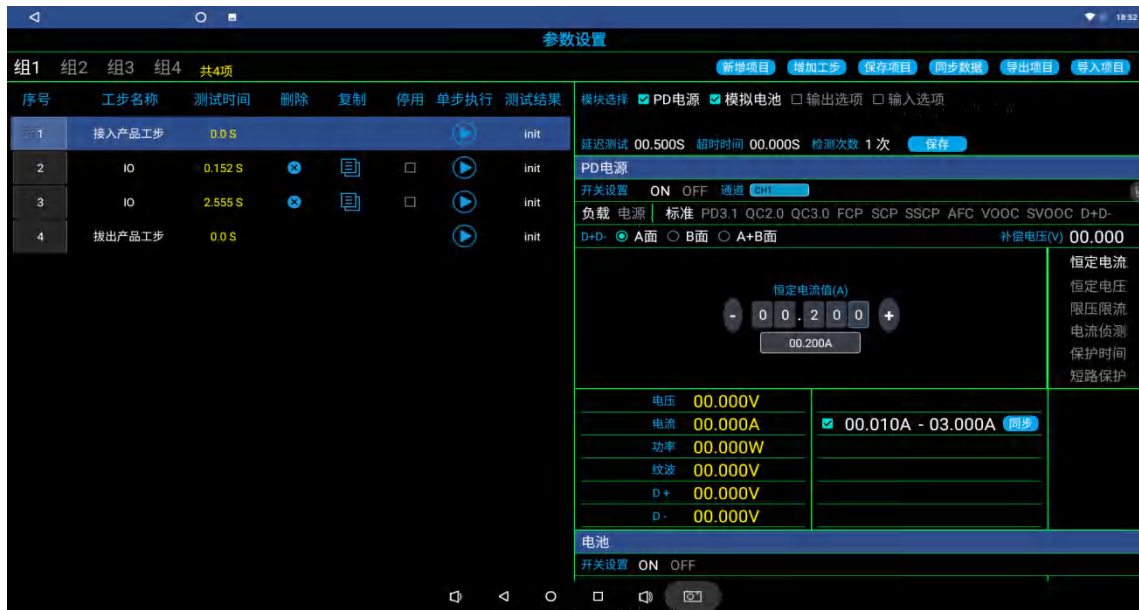 18:52
参数设置
组1 组2 组3 组4 共4项
新增项目 增加工步 保存项目 同步数据 导出项目 导入项目
序号 工步名称 测试时间 删除 复制 停用 单步执行 测试结果
1 接入产品工步 0.0 S init
2 IO 0.152 S init
3 IO 2.555 S init
4 拔出产品工步 0.0 S init
模块选择 PD电源 模拟电池 输出选项 输入选项
延迟测试 00.500S 超时时间 00.000S 检测次数 1 次 保存
PD电源
开关设置 ON OFF 通道 CH1
负载 电源 标准 PD3.1 QC2.0 QC3.0 FCP SCP SSCP AFC VOOC SVOOC D+D-
D+D- A面 B面 A+B面 补偿电压(V) 00.000
恒定电流值(A)
- 0 0 . 2 0 0 +
00.200A
恒定电流
恒定电压
限压限流
电流侦测
保护时间
短路保护
电压 00.000V
电流 00.000A 00.010A - 03.000A 同步
功率 00.000W
纹波 00.000V
D+ 00.000V
D- 00.000V
电池
开关设置 ON OFF